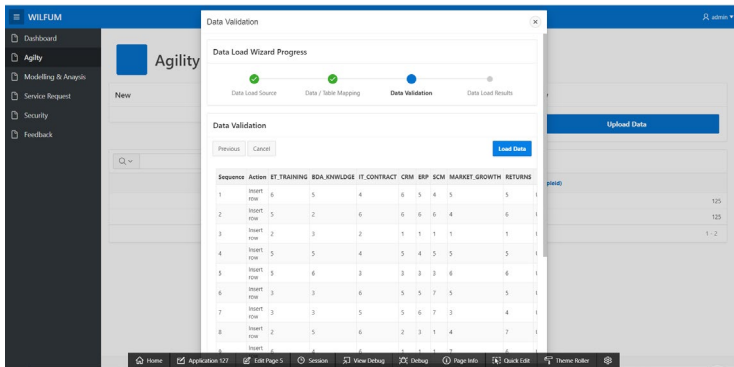 WILFUM
admin
Dashboard
Agilty
Modelling & Anaysis
Service Request
Security
Feedback
Agility
New
Upload Data
125
125
1 - 2
Data Validation
Data Load Wizard Progress
Data Load Source Data / Table Mapping Data Validation Data Load Results
Data Validation
Previous Cancel Load Data
Sequence Action ET_TRAINING BDA_KNWLDGE IT_CONTRACT CRM ERP SCM MARKET_GROWTH RETURNS
1 Insert row 6 5 4 6 5 4 5 5
2 Insert row 5 2 6 6 6 6 4 6
3 Insert row 2 3 2 1 1 1 1 1
4 Insert row 5 5 4 5 4 5 5 5
5 Insert row 5 6 3 3 3 3 6 6
6 Insert row 3 3 6 5 5 7 5 5
7 Insert row 3 3 5 5 6 7 3 4
8 Insert row 2 5 6 2 3 1 4 7
Home Application 127 Edit Page 5 Session View Debug Debug Page Info Quick Edit Theme Roller